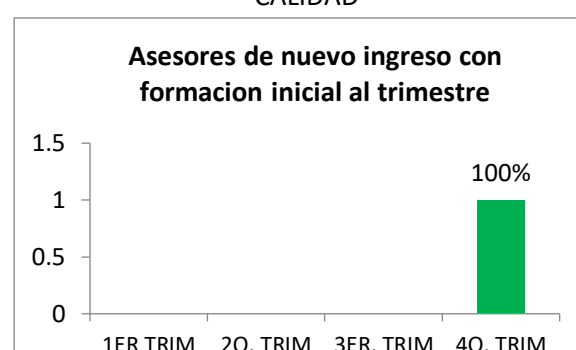 CALIDAD
Asesores de nuevo ingreso con
formacion inicial al trimestre
1.5
100%
1
0.5
0
1ER TRIM 2O. TRIM 3ER. TRIM 4O. TRIM